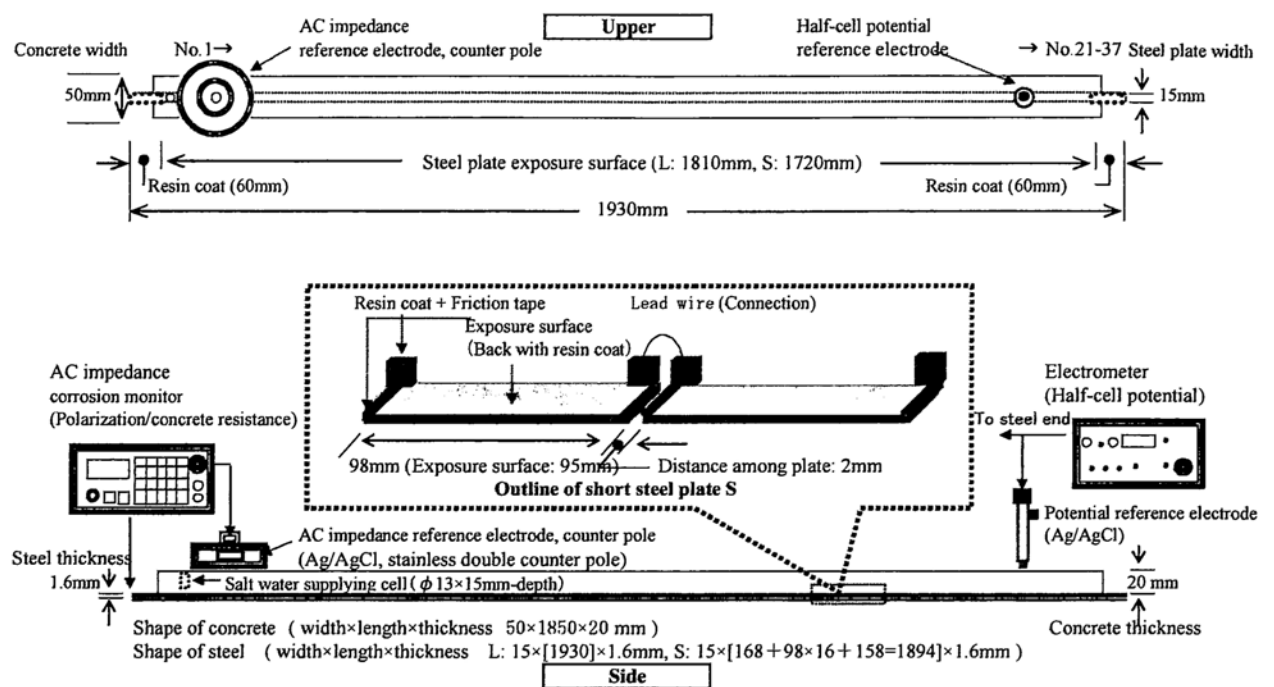 Upper
Concrete width
No.1→
AC impedance
reference electrode, counter pole
Half-cell potential
reference electrode
→ No.21-37
Steel plate width
50mm
15mm
Steel plate exposure surface (L: 1810mm, S: 1720mm)
Resin coat (60mm)
Resin coat (60mm)
1930mm
Resin coat + Friction tape
Lead wire (Connection)
Exposure surface
(Back with resin coat)
AC impedance
corrosion monitor
(Polarization/concrete resistance)
Electrometer
(Half-cell potential)
To steel end
98mm (Exposure surface: 95mm)
Distance among plate: 2mm
Outline of short steel plate S
Potential reference electrode
(Ag/AgCl)
AC impedance reference electrode, counter pole
(Ag/AgCl, stainless double counter pole)
Steel thickness
1.6mm
Salt water supplying cell ( φ 13×15mm-depth)
20 mm
Concrete thickness
Shape of concrete ( width×length×thickness 50×1850×20 mm )
Shape of steel ( width×length×thickness L: 15×[1930]×1.6mm, S: 15×[168+98×16+158=1894]×1.6mm )
Side